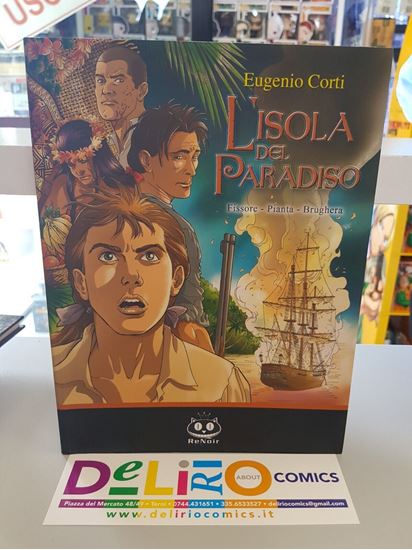 USO
Eugenio Corti
L'ISOLA
DEL
PARADISO
Fissore - Pianta - Brughera
ReNoir
DELIRIO ABOUT COMICS
Piazza del Mercato 48/49 • Terni • 0744.431651 • 335.6533527 • deliriocomics@gmail.com
www.deliriocomics.it